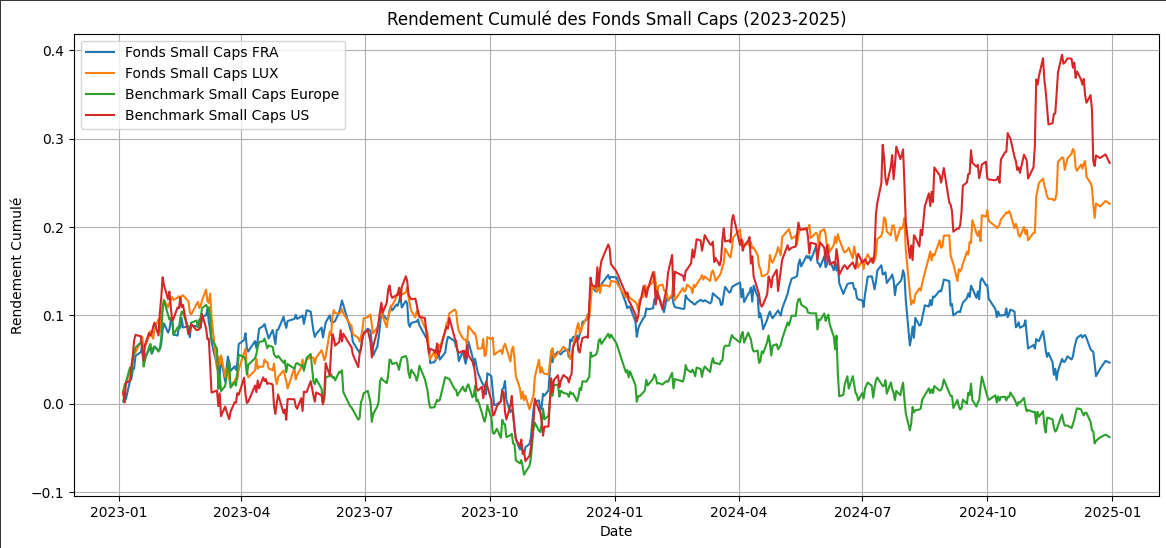 Rendement Cumulé des Fonds Small Caps (2023-2025)
Fonds Small Caps FRA
Fonds Small Caps LUX
Benchmark Small Caps Europe
Benchmark Small Caps US
Rendement Cumulé
0.4
0.3
0.2
0.1
0.0
−0.1
2023-01 2023-04 2023-07 2023-10 2024-01 2024-04 2024-07 2024-10 2025-01
Date